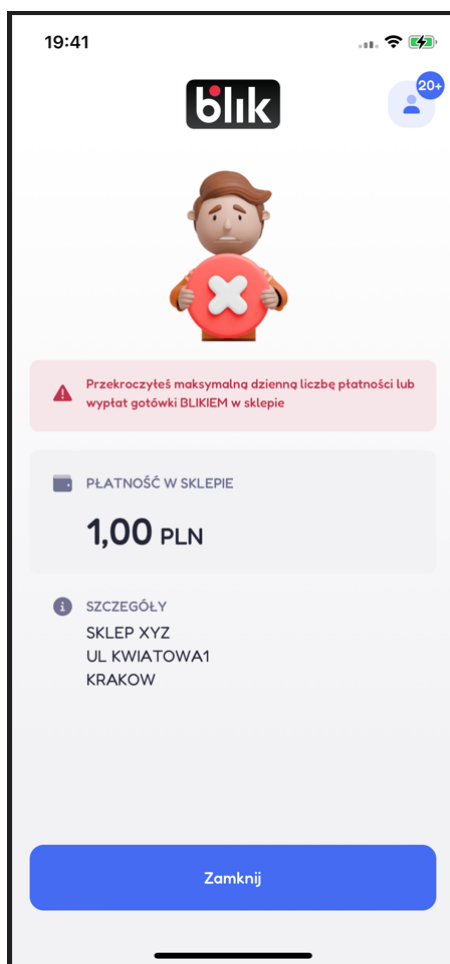 19:41
blik
20+
Przekroczyłeś maksymalną dzienną liczbę płatności lub
wypłat gotówki BLIKIEM w sklepie
PŁATNOŚĆ W SKLEPIE
1,00 PLN
SZCZEGÓŁY
SKLEP XYZ
UL KWIATOWA1
KRAKOW
Zamknij